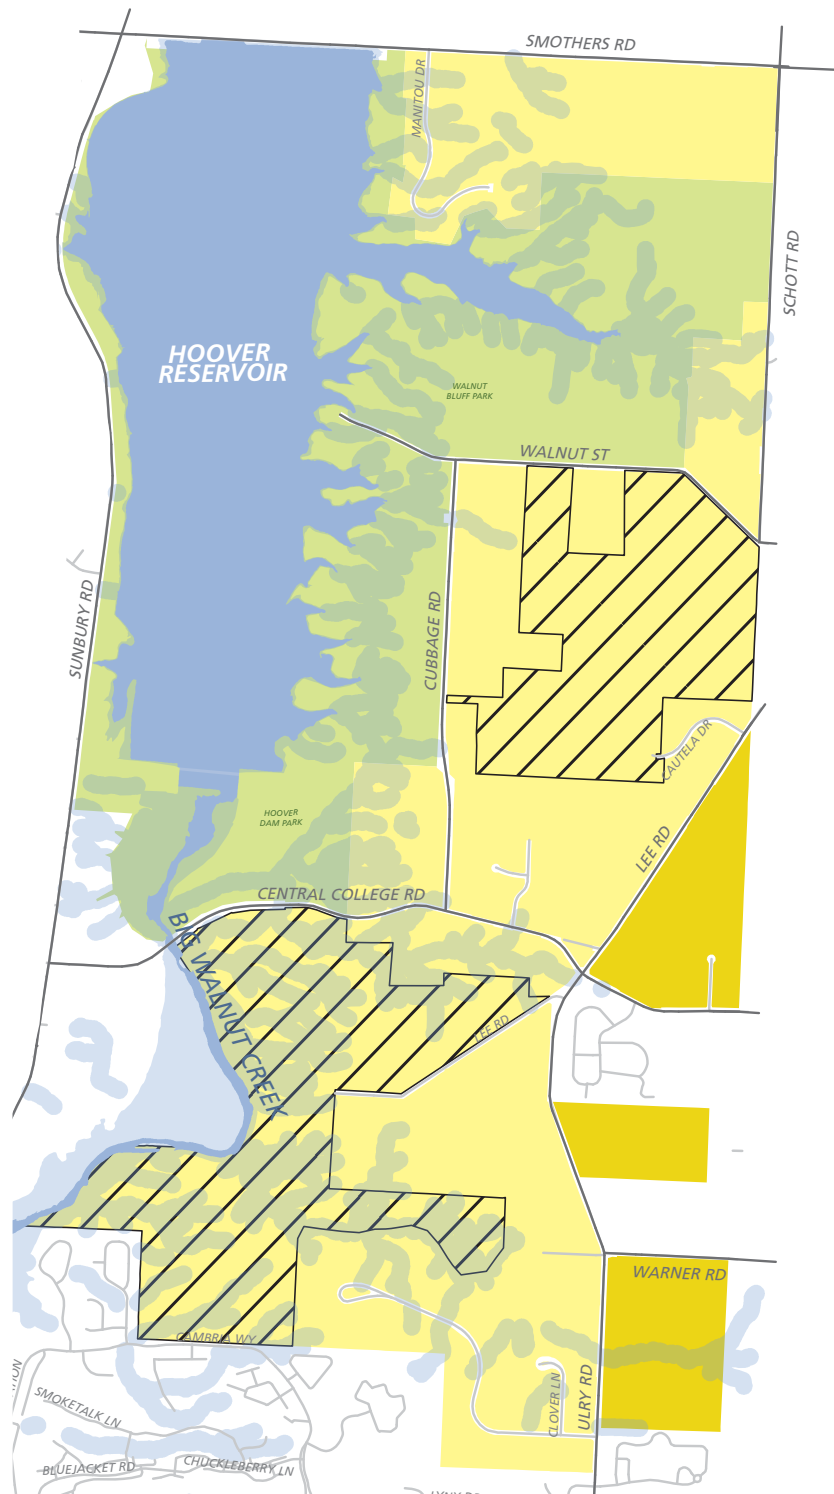 SMOTHERS RD
MANITOU DR
SCHOTT RD
HOOVER
RESERVOIR
WALNUT
BLUFF PARK
WALNUT ST
SUNBURY RD
CUBBAGE RD
CAUTELA DR
HOOVER
DAM PARK
LEE RD
CENTRAL COLLEGE RD
BIG WALNUT CREEK
LEE RD
WARNER RD
CAMBRIA WY
SMOKETALK LN
CLOVER LN
ULRY RD
BLUEJACKET RD
CHUCKLEBERRY LN